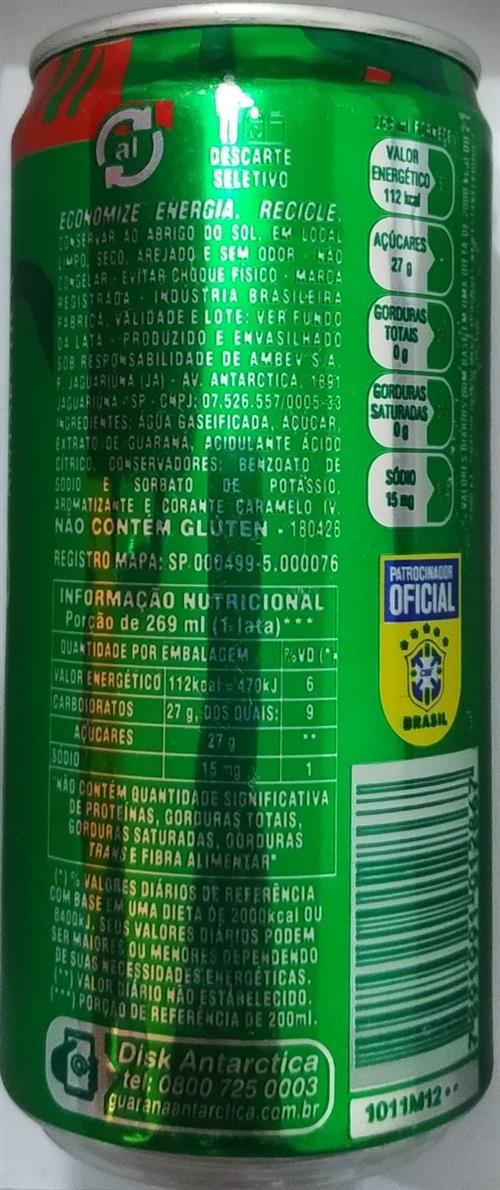 al
DESCARTE
SELETIVO
ECONOMIZE ENERGIA. RECICLE.
CONSERVAR AO ABRIGO DO SOL, EM LOCAL
LIMPO, SECO, AREJADO E SEM ODOR - NÃO
CONGELAR - EVITAR CHOQUE FÍSICO - MARCA
REGISTRADA - INDÚSTRIA BRASILEIRA
FABRICA, VALIDADE E LOTE: VER FUNDO
DA LATA - PRODUZIDO E ENVASILHADO
SOB RESPONSABILIDADE DE AMBEV S.A.
F. JAGUARIUNA (JA) - AV. ANTARCTICA, 1891
JAGUARIUNA - SP - CNPJ: 07.526.557/0005-33
INGREDIENTES: ÁGUA GASEIFICADA, AÇÚCAR,
EXTRATO DE GUARANÁ, ACIDULANTE ÁCIDO
CÍTRICO, CONSERVADORES: BENZOATO DE
SÓDIO E SORBATO DE POTÁSSIO,
AROMATIZANTE E CORANTE CARAMELO IV.
NÃO CONTÉM GLÚTEN - 180428
REGISTRO MAPA: SP 006499-5.000076
INFORMAÇÃO NUTRICIONAL
Porção de 269 ml (1 lata)***
QUANTIDADE POR EMBALAGEM %VD (*)
VALOR ENERGÉTICO 112kcal = 470kJ 6
CARBOIDRATOS 27 g, DOS QUAIS: 9
AÇÚCARES 27 g **
SÓDIO 15 mg 1
"NÃO CONTÉM QUANTIDADE SIGNIFICATIVA
DE PROTEÍNAS, GORDURAS TOTAIS,
GORDURAS SATURADAS, GORDURAS
TRANS E FIBRA ALIMENTAR"
(*) % VALORES DIÁRIOS DE REFERÊNCIA
COM BASE EM UMA DIETA DE 2000kcal OU
8400kJ. SEUS VALORES DIÁRIOS PODEM
SER MAIORES OU MENORES DEPENDENDO
DE SUAS NECESSIDADES ENERGÉTICAS.
(**) VALOR DIÁRIO NÃO ESTABELECIDO.
(***) PORÇÃO DE REFERÊNCIA DE 200ml.
Disk Antarctica
tel: 0800 725 0003
guaranaantarctica.com.br
269 ml FORNECE
VALOR
ENERGÉTICO
112 kcal
AÇÚCARES
27 g
GORDURAS
TOTAIS
0 g
GORDURAS
SATURADAS
0 g
SÓDIO
15 mg
PATROCINADOR
OFICIAL
CBF
BRASIL
1011M12